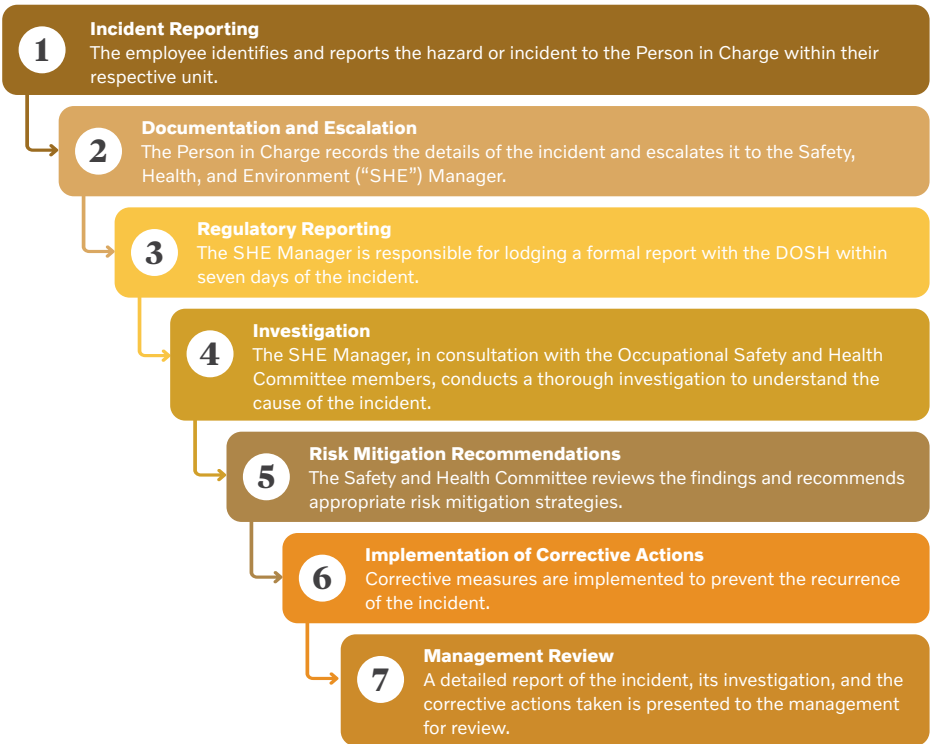 1
Incident Reporting
The employee identifies and reports the hazard or incident to the Person in Charge within their
respective unit.
2
Documentation and Escalation
The Person in Charge records the details of the incident and escalates it to the Safety,
Health, and Environment (“SHE”) Manager.
3
Regulatory Reporting
The SHE Manager is responsible for lodging a formal report with the DOSH within
seven days of the incident.
4
Investigation
The SHE Manager, in consultation with the Occupational Safety and Health
Committee members, conducts a thorough investigation to understand the
cause of the incident.
5
Risk Mitigation Recommendations
The Safety and Health Committee reviews the findings and recommends
appropriate risk mitigation strategies.
6
Implementation of Corrective Actions
Corrective measures are implemented to prevent the recurrence
of the incident.
7
Management Review
A detailed report of the incident, its investigation, and the
corrective actions taken is presented to the management
for review.